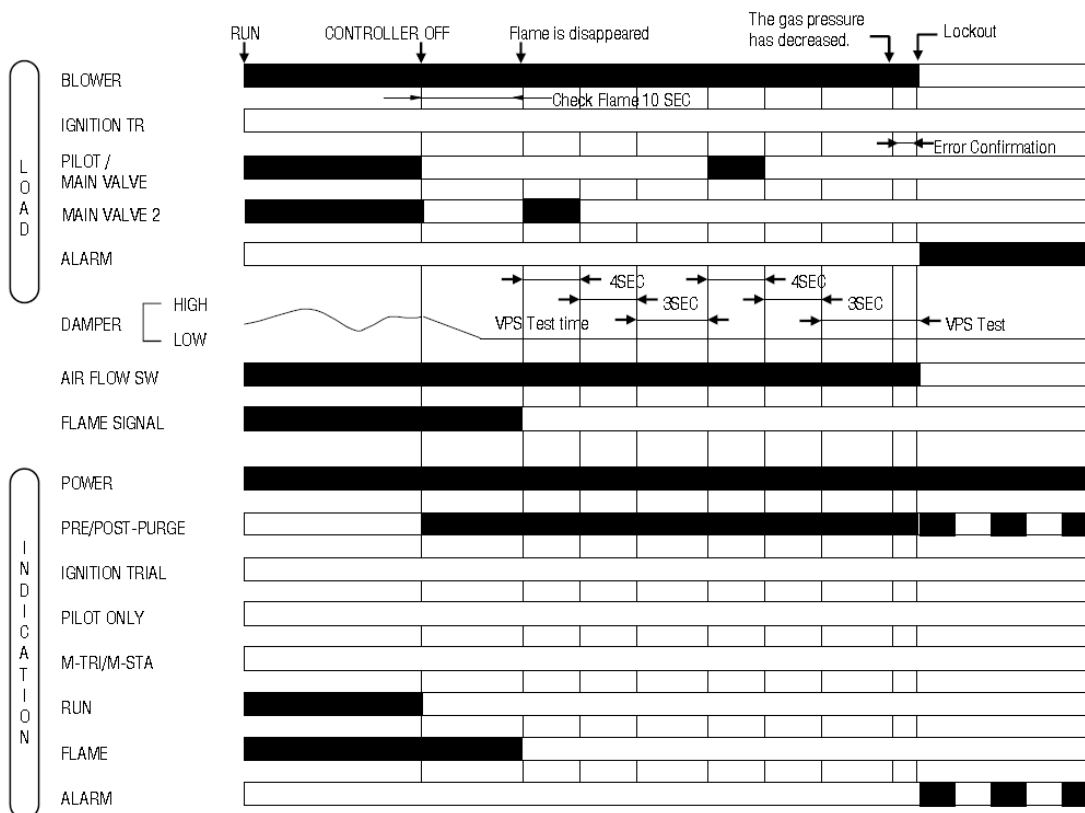 RUN
CONTROLLER OFF
Flame is disappeared
The gas pressure
has decreased.
Lockout
LOAD
BLOWER
Check Flame 10 SEC
IGNITION TR
Error Confirmation
PILOT /
MAIN VALVE
MAIN VALVE 2
ALARM
4SEC
4SEC
3SEC
3SEC
HIGH
DAMPER
LOW
VPS Test time
VPS Test
AIR FLOW SW
FLAME SIGNAL
INDICATION
POWER
PRE/POST-PURGE
IGNITION TRIAL
PILOT ONLY
M-TRI/M-STA
RUN
FLAME
ALARM